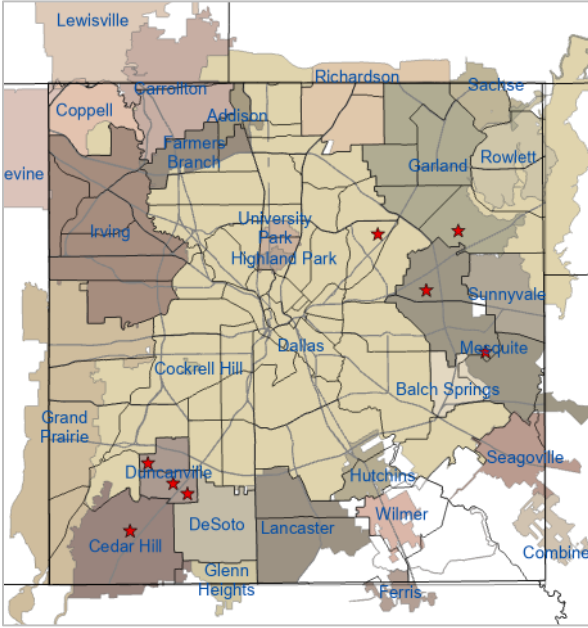 Lewisville
Richardson
Sachse
Carrollton
Coppell
Addison
Farmers
Branch
Garland
Rowlett
evine
Irving
University
Park
Highland Park
Sunnyvale
Dallas
Mesquite
Cockrell Hill
Balch Springs
Grand
Prairie
Seagoville
Duncanville
Hutchins
Wilmer
DeSoto
Lancaster
Cedar Hill
Combine
Glenn
Heights
Ferris